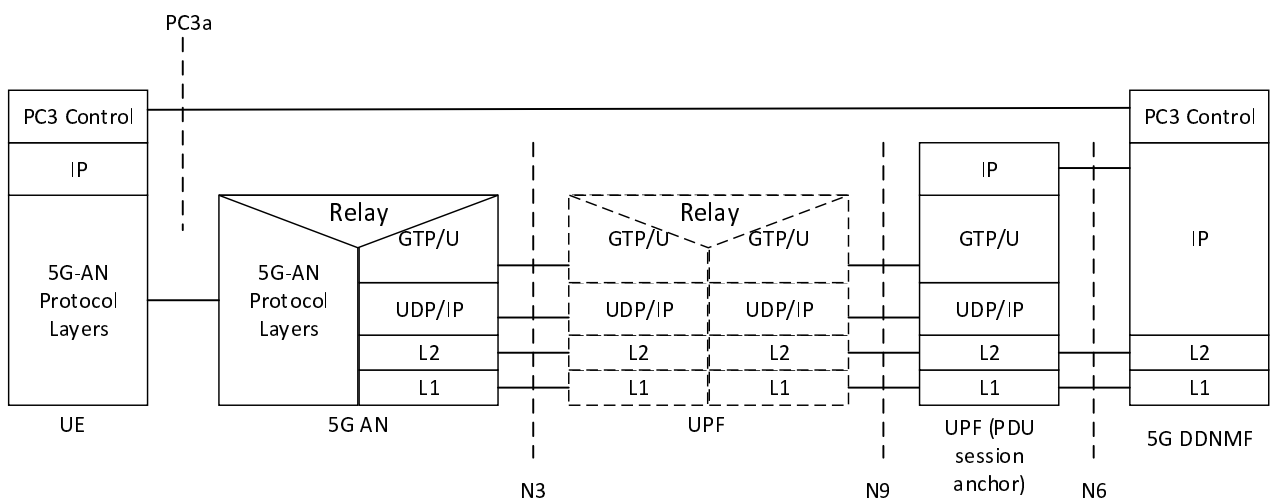 PC3a
PC3 Control
PC3 Control
IP
IP
Relay
Relay
GTP/U
GTP/U
GTP/U
GTP/U
IP
5G-AN
Protocol
Layers
5G-AN
Protocol
Layers
UDP/IP
UDP/IP
UDP/IP
UDP/IP
L2
L2
L2
L2
L2
L1
L1
L1
L1
L1
UE
5G AN
UPF
UPF (PDU
session
anchor)
5G DDNMF
N3
N9
N6